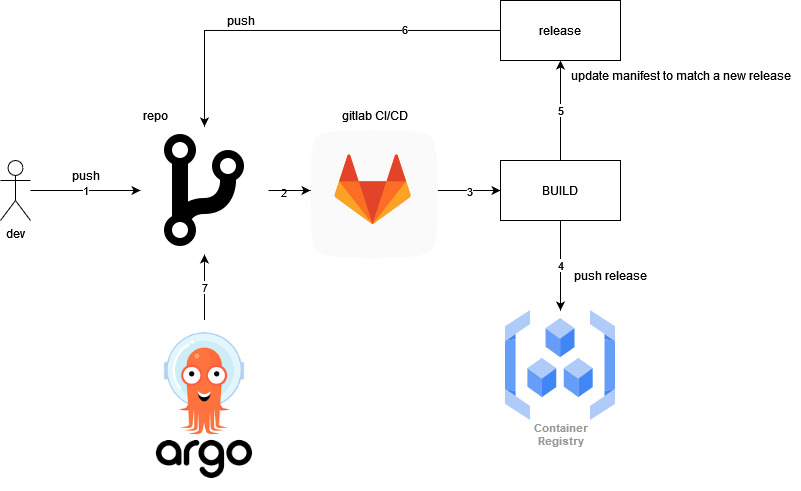 push
6
release
update manifest to match a new release
repo
gitlab CI/CD
5
push
1
2
3
BUILD
dev
4
push release
7
argo
Container
Registry